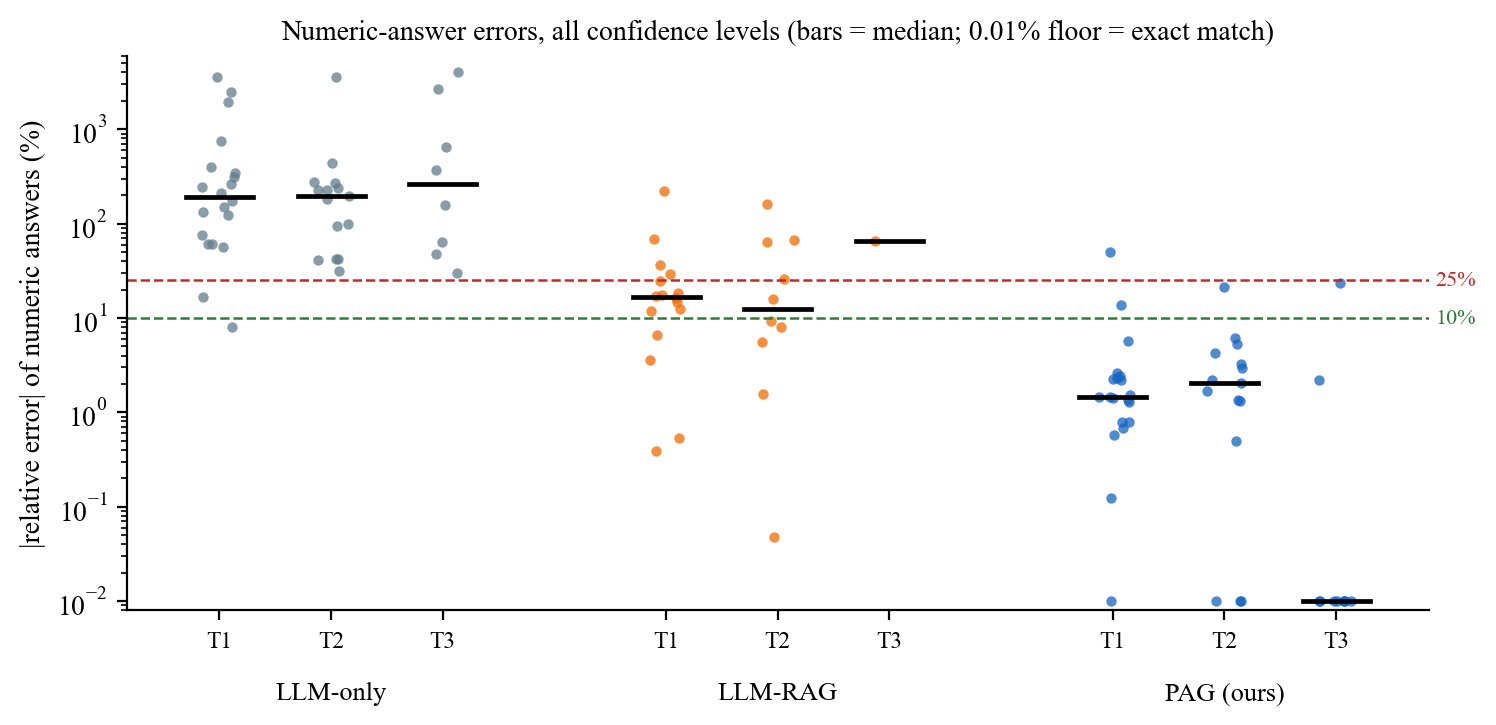 Numeric-answer errors, all confidence levels (bars = median; 0.01% floor = exact match)
|relative error| of numeric answers (%)
10³
10²
10¹
10⁰
10⁻¹
10⁻²
25%
10%
T1 T2 T3 T1 T2 T3 T1 T2 T3
LLM-only LLM-RAG PAG (ours)